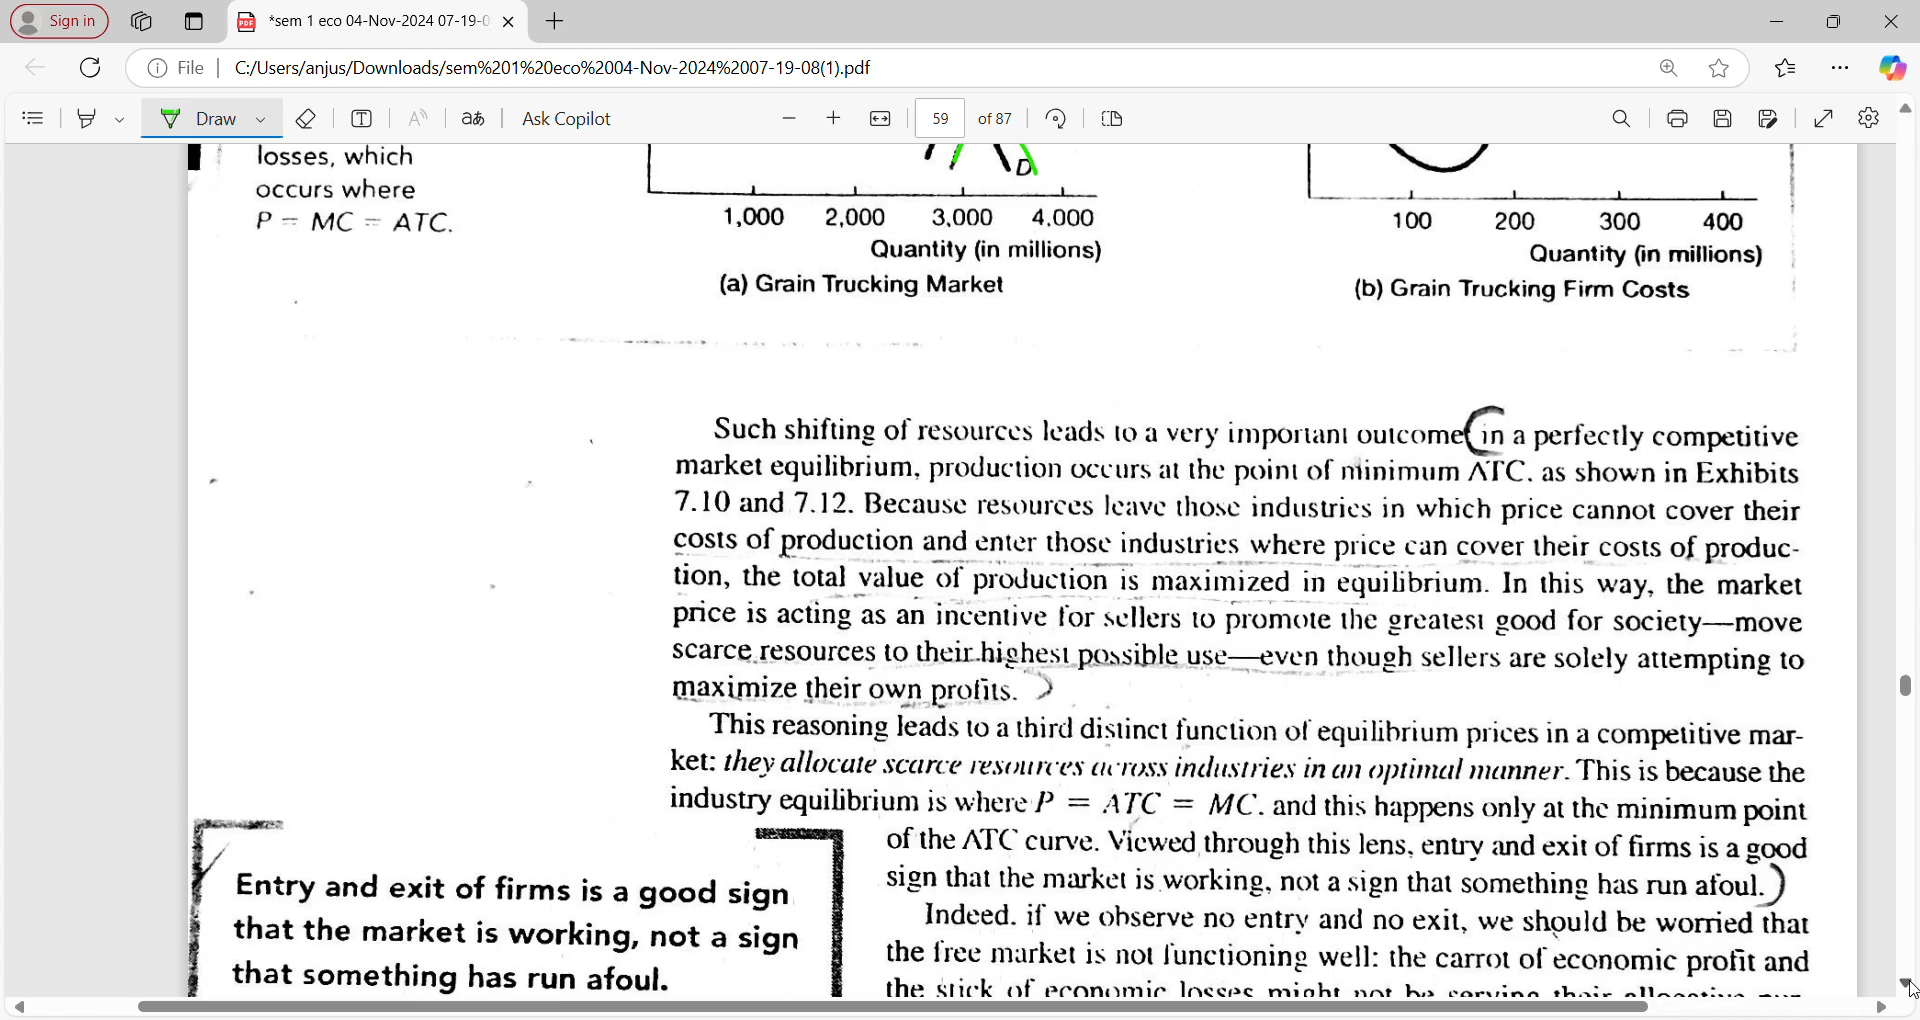 Sign in
*sem 1 eco 04-Nov-2024 07-19-0
File
C:/Users/anjus/Downloads/sem%201%20eco%2004-Nov-2024%2007-19-08(1).pdf
Draw
Ask Copilot
59 of 87
losses, which
occurs where
P = MC = ATC.
D
1,000 2,000 3,000 4,000
Quantity (in millions)
(a) Grain Trucking Market
100 200 300 400
Quantity (in millions)
(b) Grain Trucking Firm Costs
Such shifting of resources leads to a very important outcome (in a perfectly competitive
market equilibrium, production occurs at the point of minimum ATC, as shown in Exhibits
7.10 and 7.12. Because resources leave those industries in which price cannot cover their
costs of production and enter those industries where price can cover their costs of produc-
tion, the total value of production is maximized in equilibrium. In this way, the market
price is acting as an incentive for sellers to promote the greatest good for society—move
scarce resources to their highest possible use—even though sellers are solely attempting to
maximize their own profits. )
This reasoning leads to a third distinct function of equilibrium prices in a competitive mar-
ket: they allocate scarce resources across industries in an optimal manner. This is because the
industry equilibrium is where P = ATC = MC, and this happens only at the minimum point
of the ATC curve. Viewed through this lens, entry and exit of firms is a good
sign that the market is working, not a sign that something has run afoul. )
Indeed, if we observe no entry and no exit, we should be worried that
the free market is not functioning well: the carrot of economic profit and
the stick of economic losses might not be serving their allocative pur-
Entry and exit of firms is a good sign
that the market is working, not a sign
that something has run afoul.